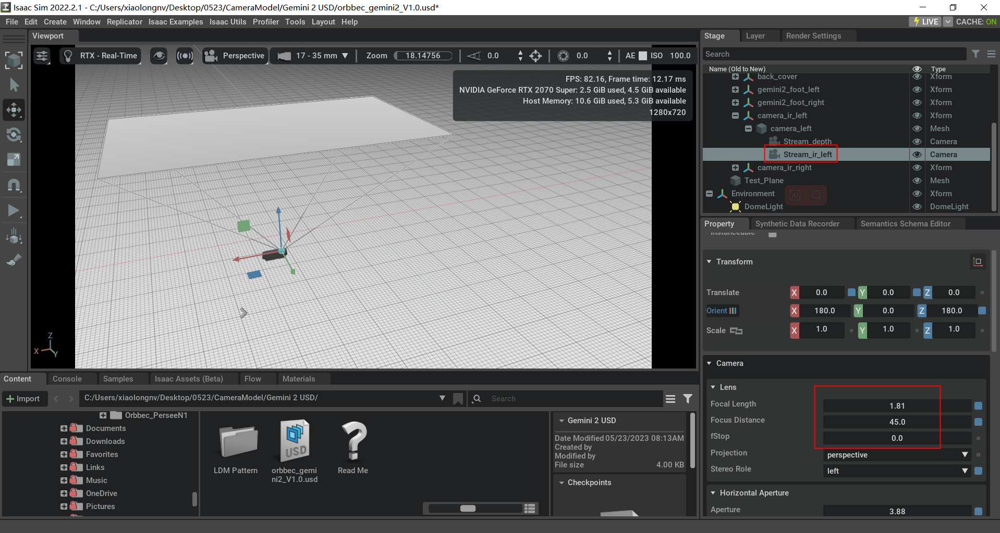 Isaac Sim 2022.2.1 - C:/Users/xiaolongnv/Desktop/0523/CameraModel/Gemini 2 USD/orbbec_gemini2_V1.0.usd*
File Edit Create Window Replicator Isaac Examples Isaac Utils Profiler Tools Layout Help
LIVE CACHE: ON
Viewport
RTX - Real-Time Perspective 17 - 35 mm Zoom 18.14756 0.0 0.0 AE ISO 100.0
FPS: 82.16, Frame time: 12.17 ms
NVIDIA GeForce RTX 2070 Super: 2.5 GiB used, 4.5 GiB available
Host Memory: 10.6 GiB used, 5.3 GiB available
1280x720
Z
X
Y
Stage Layer Render Settings
Search
Name (Old to New) Type
back_cover Xform
gemini2_foot_left Xform
gemini2_foot_right Xform
camera_ir_left Xform
camera_left Mesh
Stream_depth Camera
Stream_ir_left Camera
camera_ir_right Xform
Test_Plane Mesh
Environment Xform
DomeLight DomeLight
Property Synthetic Data Recorder Semantics Schema Editor
Instanceable
Transform
Translate X 0.0 Y 0.0 Z 0.0
Orient X 180.0 Y 0.0 Z 180.0
Scale X 1.0 Y 1.0 Z 1.0
Camera
Lens
Focal Length 1.81
Focus Distance 45.0
fStop 0.0
Projection perspective
Stereo Role left
Horizontal Aperture
Aperture 3.88
Content Console Samples Isaac Assets (Beta) Flow Materials
Import C:/Users/xiaolongnv/Desktop/0523/CameraModel/Gemini 2 USD/ Search
Orbbec_PerseeN1
Documents
Downloads
Favorites
Links
Music
OneDrive
Pictures
USD
LDM Pattern
orbbec_gemi
ni2_V1.0.usd
Read Me
Gemini 2 USD
Date Modified 05/23/2023 08:13AM
Created by
Modified by
File size 4.00 KB
Checkpoints